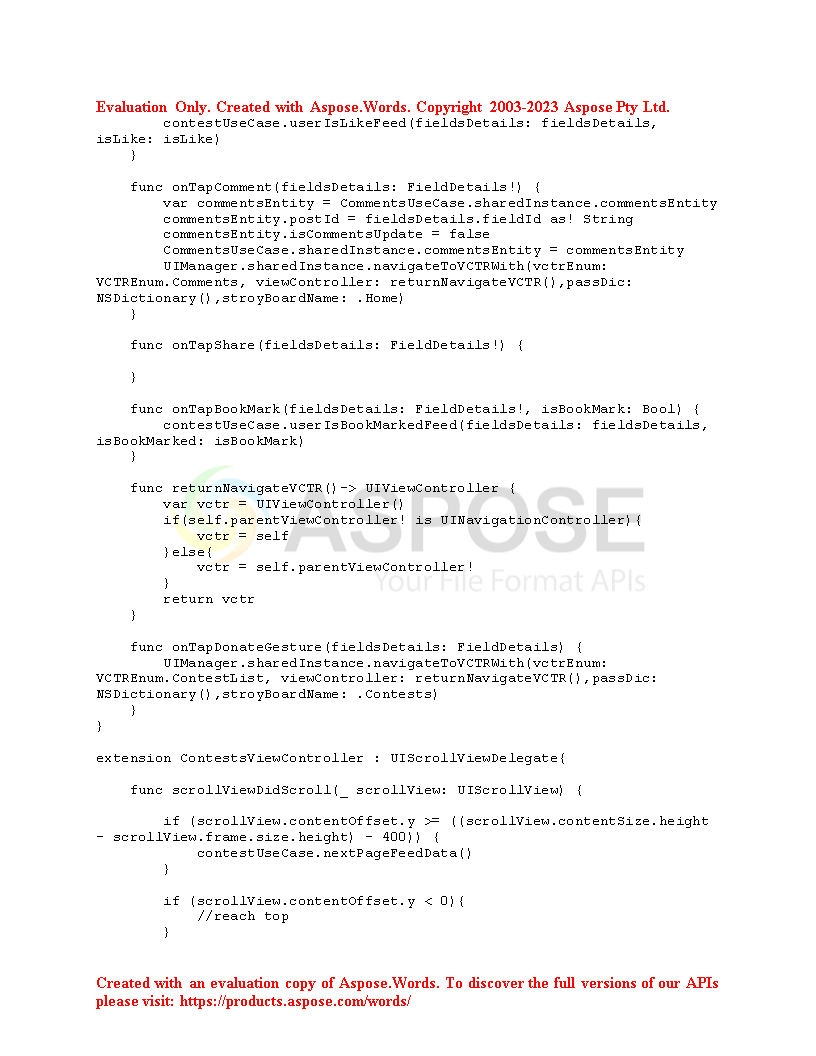 Evaluation Only. Created with Aspose.Words. Copyright 2003-2023 Aspose Pty Ltd.
        contestUseCase.userIsLikeFeed(fieldsDetails: fieldsDetails,
isLike: isLike)
    }

    func onTapComment(fieldsDetails: FieldDetails!) {
        var commentsEntity = CommentsUseCase.sharedInstance.commentsEntity
        commentsEntity.postId = fieldsDetails.fieldId as! String
        commentsEntity.isCommentsUpdate = false
        CommentsUseCase.sharedInstance.commentsEntity = commentsEntity
        UIManager.sharedInstance.navigateToVCTRWith(vctrEnum:
VCTREnum.Comments, viewController: returnNavigateVCTR(),passDic:
NSDictionary(),stroyBoardName: .Home)
    }

    func onTapShare(fieldsDetails: FieldDetails!) {

    }

    func onTapBookMark(fieldsDetails: FieldDetails!, isBookMark: Bool) {
        contestUseCase.userIsBookMarkedFeed(fieldsDetails: fieldsDetails,
isBookMarked: isBookMark)
    }

    func returnNavigateVCTR()-> UIViewController {
        var vctr = UIViewController()
        if(self.parentViewController! is UINavigationController){
            vctr = self
        }else{
            vctr = self.parentViewController!
        }
        return vctr
    }
ASPOSE
Your File Format APIs

    func onTapDonateGesture(fieldsDetails: FieldDetails) {
        UIManager.sharedInstance.navigateToVCTRWith(vctrEnum:
VCTREnum.ContestList, viewController: returnNavigateVCTR(),passDic:
NSDictionary(),stroyBoardName: .Contests)
    }
}

extension ContestsViewController : UIScrollViewDelegate{

    func scrollViewDidScroll(_ scrollView: UIScrollView) {

        if (scrollView.contentOffset.y >= ((scrollView.contentSize.height
- scrollView.frame.size.height) - 400)) {
            contestUseCase.nextPageFeedData()
        }

        if (scrollView.contentOffset.y < 0){
            //reach top
        }
Created with an evaluation copy of Aspose.Words. To discover the full versions of our APIs
please visit: https://products.aspose.com/words/